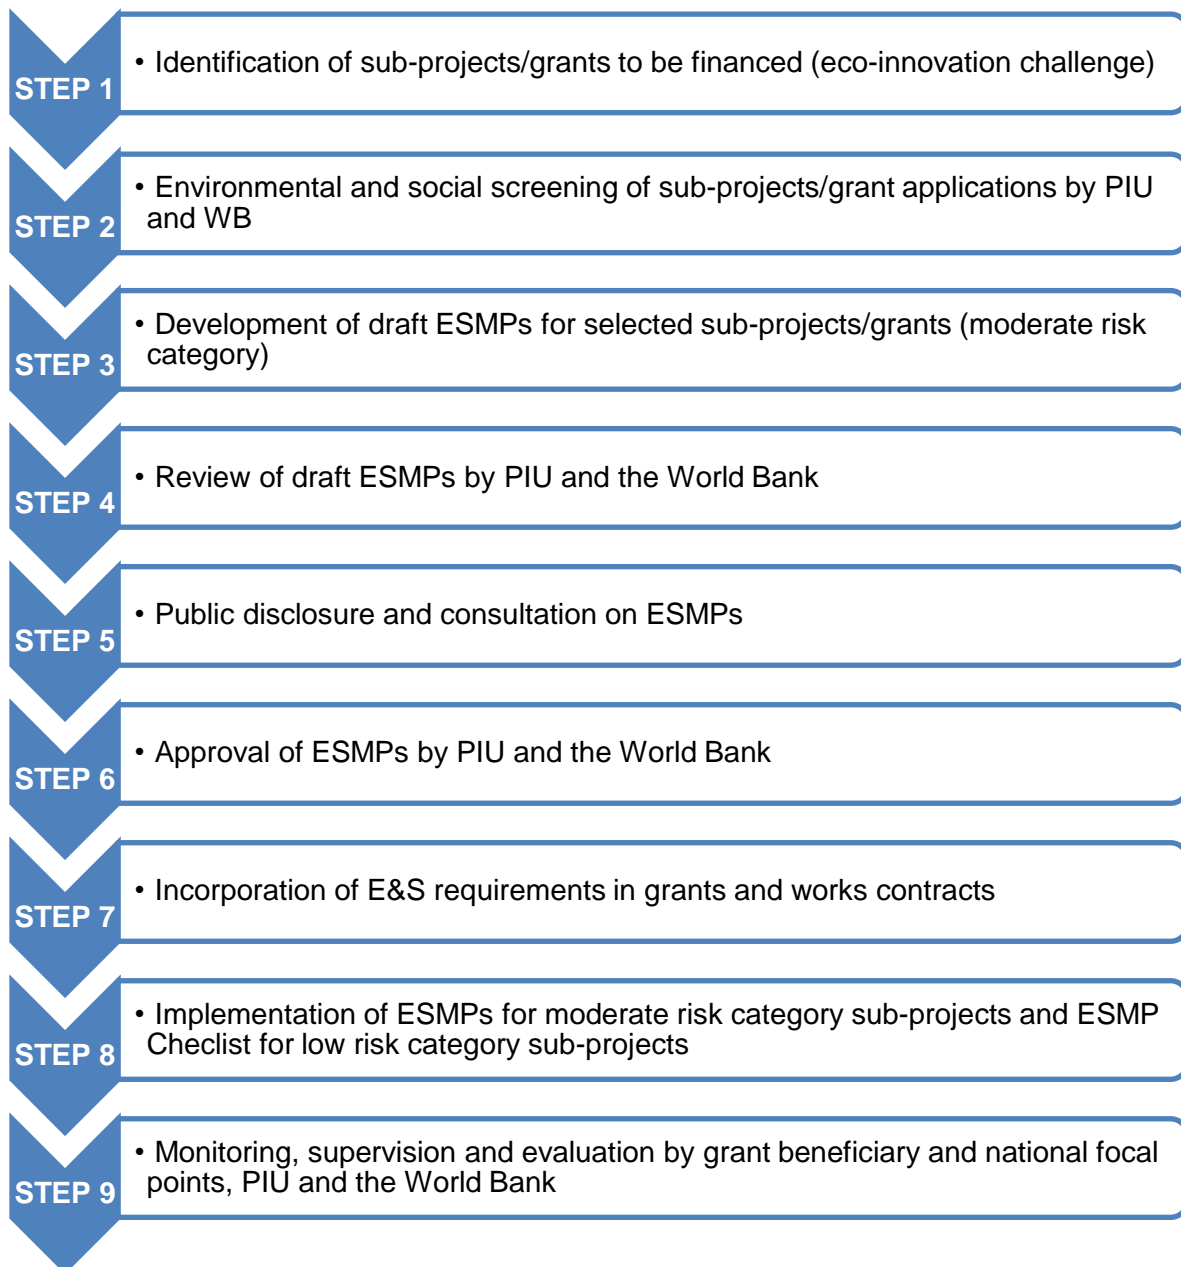 STEP 1
• Identification of sub-projects/grants to be financed (eco-innovation challenge)
STEP 2
• Environmental and social screening of sub-projects/grant applications by PIU
and WB
STEP 3
• Development of draft ESMPs for selected sub-projects/grants (moderate risk
category)
STEP 4
• Review of draft ESMPs by PIU and the World Bank
STEP 5
• Public disclosure and consultation on ESMPs
STEP 6
• Approval of ESMPs by PIU and the World Bank
STEP 7
• Incorporation of E&S requirements in grants and works contracts
STEP 8
• Implementation of ESMPs for moderate risk category sub-projects and ESMP
Checlist for low risk category sub-projects
STEP 9
• Monitoring, supervision and evaluation by grant beneficiary and national focal
points, PIU and the World Bank